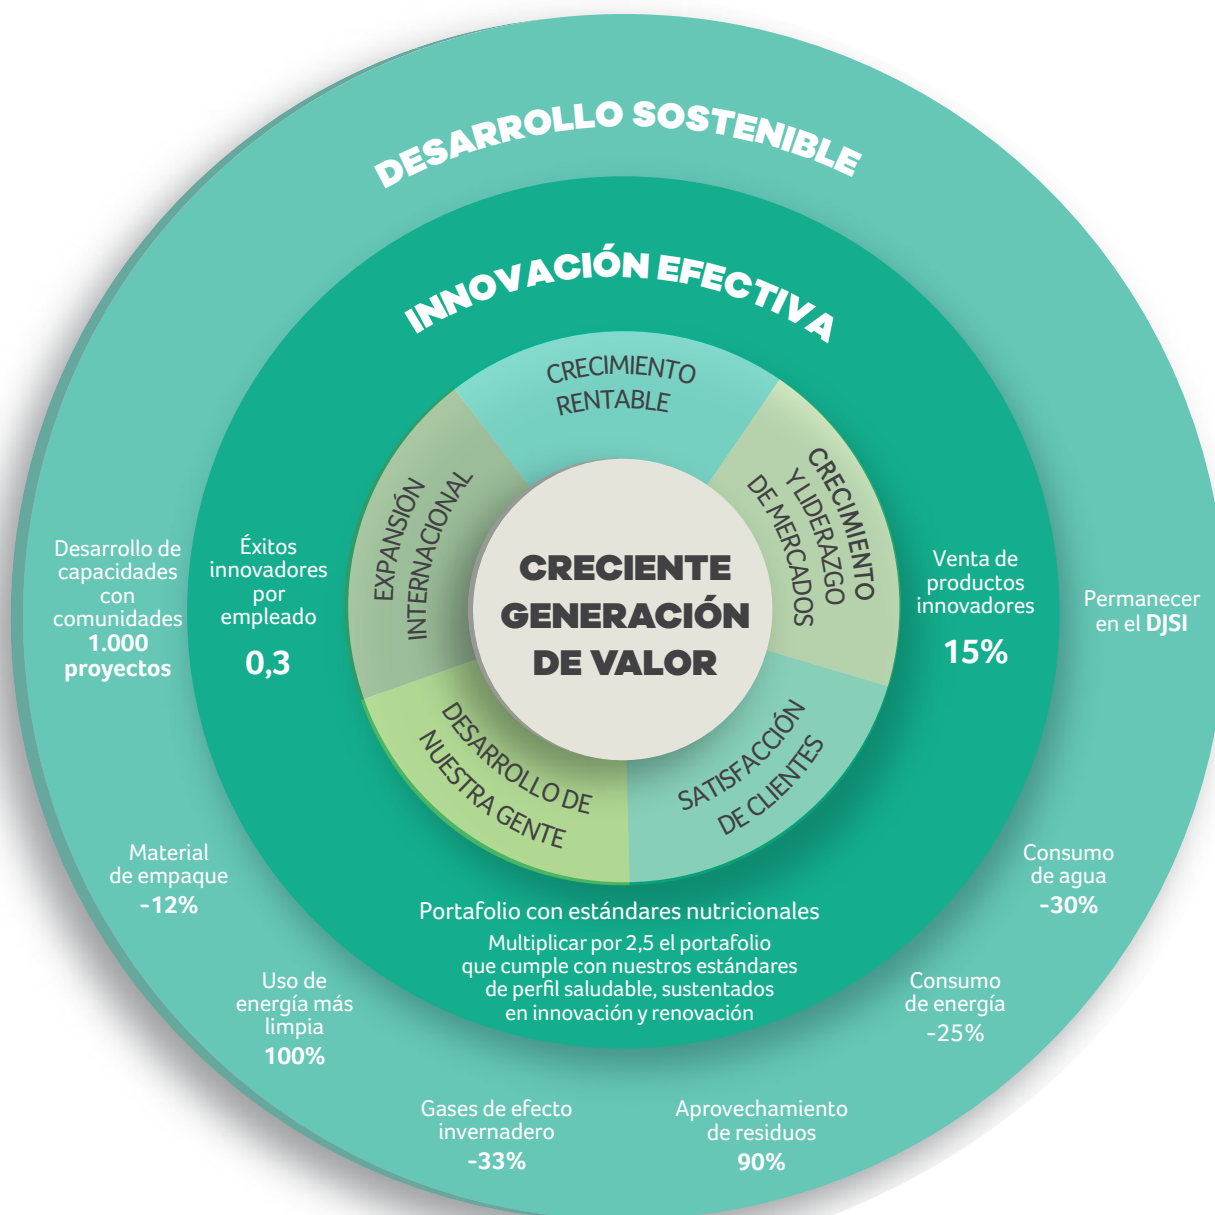 DESARROLLO SOSTENIBLE
INNOVACIÓN EFECTIVA
CRECIMIENTO
RENTABLE
EXPANSIÓN
INTERNACIONAL
CRECIMIENTO
Y LIDERAZGO
DE MERCADOS
CRECIENTE
GENERACIÓN
DE VALOR
DESARROLLO DE
NUESTRA GENTE
SATISFACCIÓN
DE CLIENTES
Desarrollo de
capacidades
con
comunidades
1.000
proyectos
Éxitos
innovadores
por
empleado
0,3
Venta de
productos
innovadores
15%
Permanecer
en el DJSI
Material
de empaque
-12%
Portafolio con estándares nutricionales
Multiplicar por 2,5 el portafolio
que cumple con nuestros estándares
de perfil saludable, sustentados
en innovación y renovación
Consumo
de agua
-30%
Uso de
energía más
limpia
100%
Consumo
de energía
-25%
Gases de efecto
invernadero
-33%
Aprovechamiento
de residuos
90%